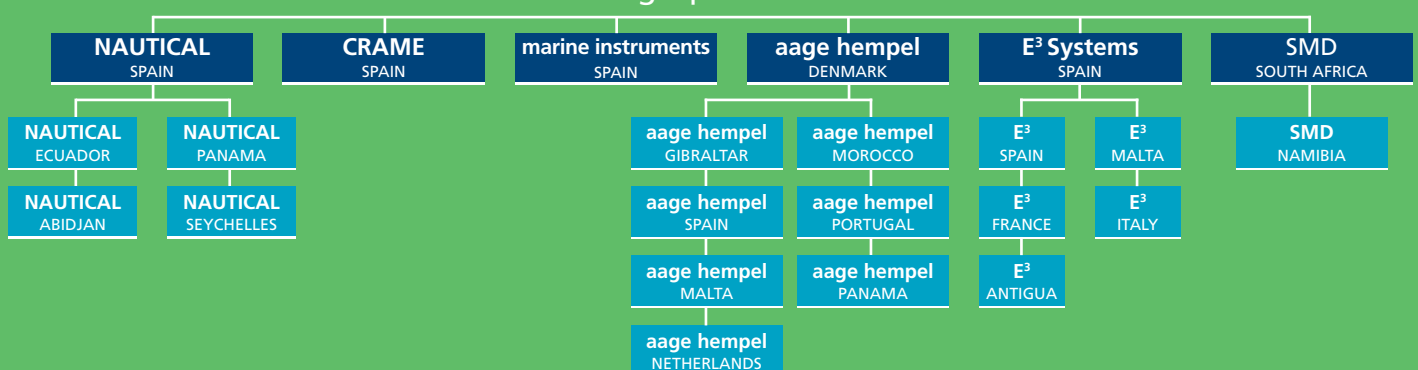 NAUTICAL
SPAIN
CRAME
SPAIN
marine instruments
SPAIN
aage hempel
DENMARK
E³ Systems
SPAIN
SMD
SOUTH AFRICA
NAUTICAL
ECUADOR
NAUTICAL
PANAMA
aage hempel
GIBRALTAR
aage hempel
MOROCCO
E³
SPAIN
E³
MALTA
SMD
NAMIBIA
NAUTICAL
ABIDJAN
NAUTICAL
SEYCHELLES
aage hempel
SPAIN
aage hempel
PORTUGAL
E³
FRANCE
E³
ITALY
aage hempel
MALTA
aage hempel
PANAMA
E³
ANTIGUA
aage hempel
NETHERLANDS